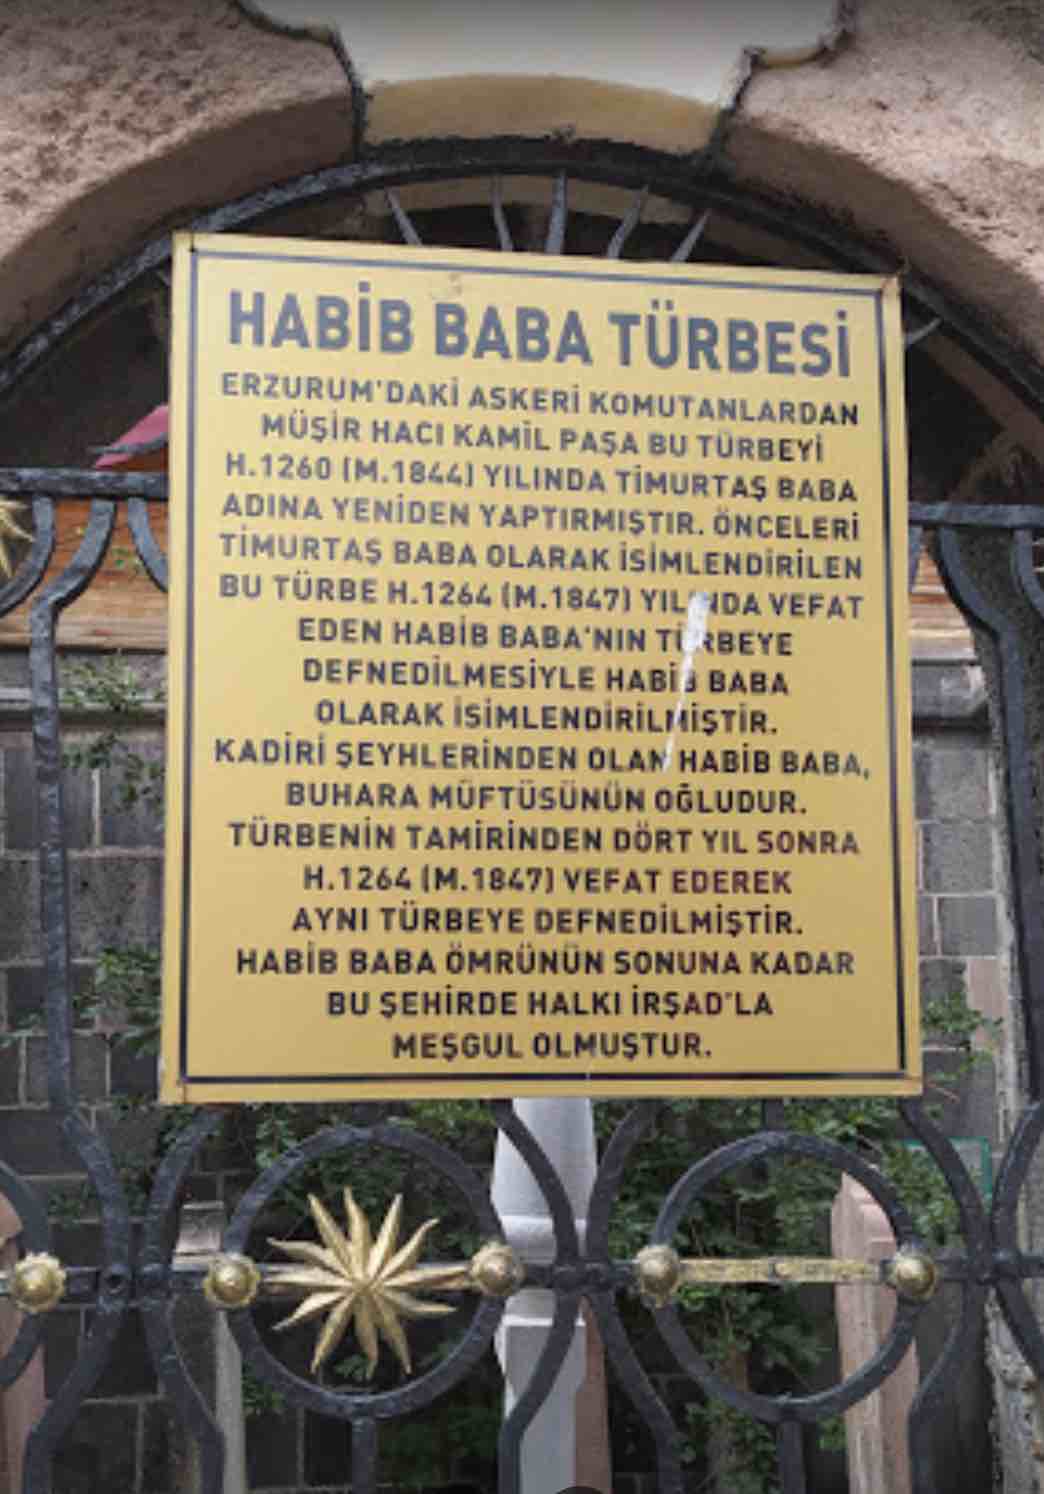 HABİB BABA TÜRBESİ
ERZURUM'DAKİ ASKERİ KOMUTANLARDAN
MÜŞİR HACI KAMİL PAŞA BU TÜRBEYİ
H.1260 (M.1844) YILINDA TİMURTAŞ BABA
ADINA YENİDEN YAPTIRMIŞTIR. ÖNCELERİ
TİMURTAŞ BABA OLARAK İSİMLENDİRİLEN
BU TÜRBE H.1264 (M.1847) YILINDA VEFAT
EDEN HABİB BABA'NIN TÜRBEYE
DEFNEDİLMESİYLE HABİB BABA
OLARAK İSİMLENDİRİLMİŞTİR.
KADİRİ ŞEYHLERİNDEN OLAN HABİB BABA,
BUHARA MÜFTÜSÜNÜN OĞLUDUR.
TÜRBENİN TAMİRİNDEN DÖRT YIL SONRA
H.1264 (M.1847) VEFAT EDEREK
AYNI TÜRBEYE DEFNEDİLMİŞTİR.
HABİB BABA ÖMRÜNÜN SONUNA KADAR
BU ŞEHİRDE HALKI İRŞAD'LA
MEŞGUL OLMUŞTUR.